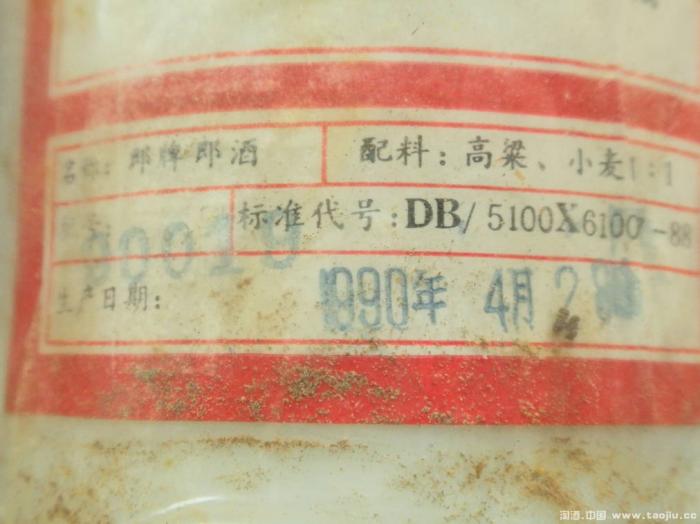 名称: 郎牌郎酒 配料: 高粱、小麦1:1
00019 标准代号: DB/5100X6100-88
生产日期: 1990年 4月2
淘酒.中国 www.taojiu.cc